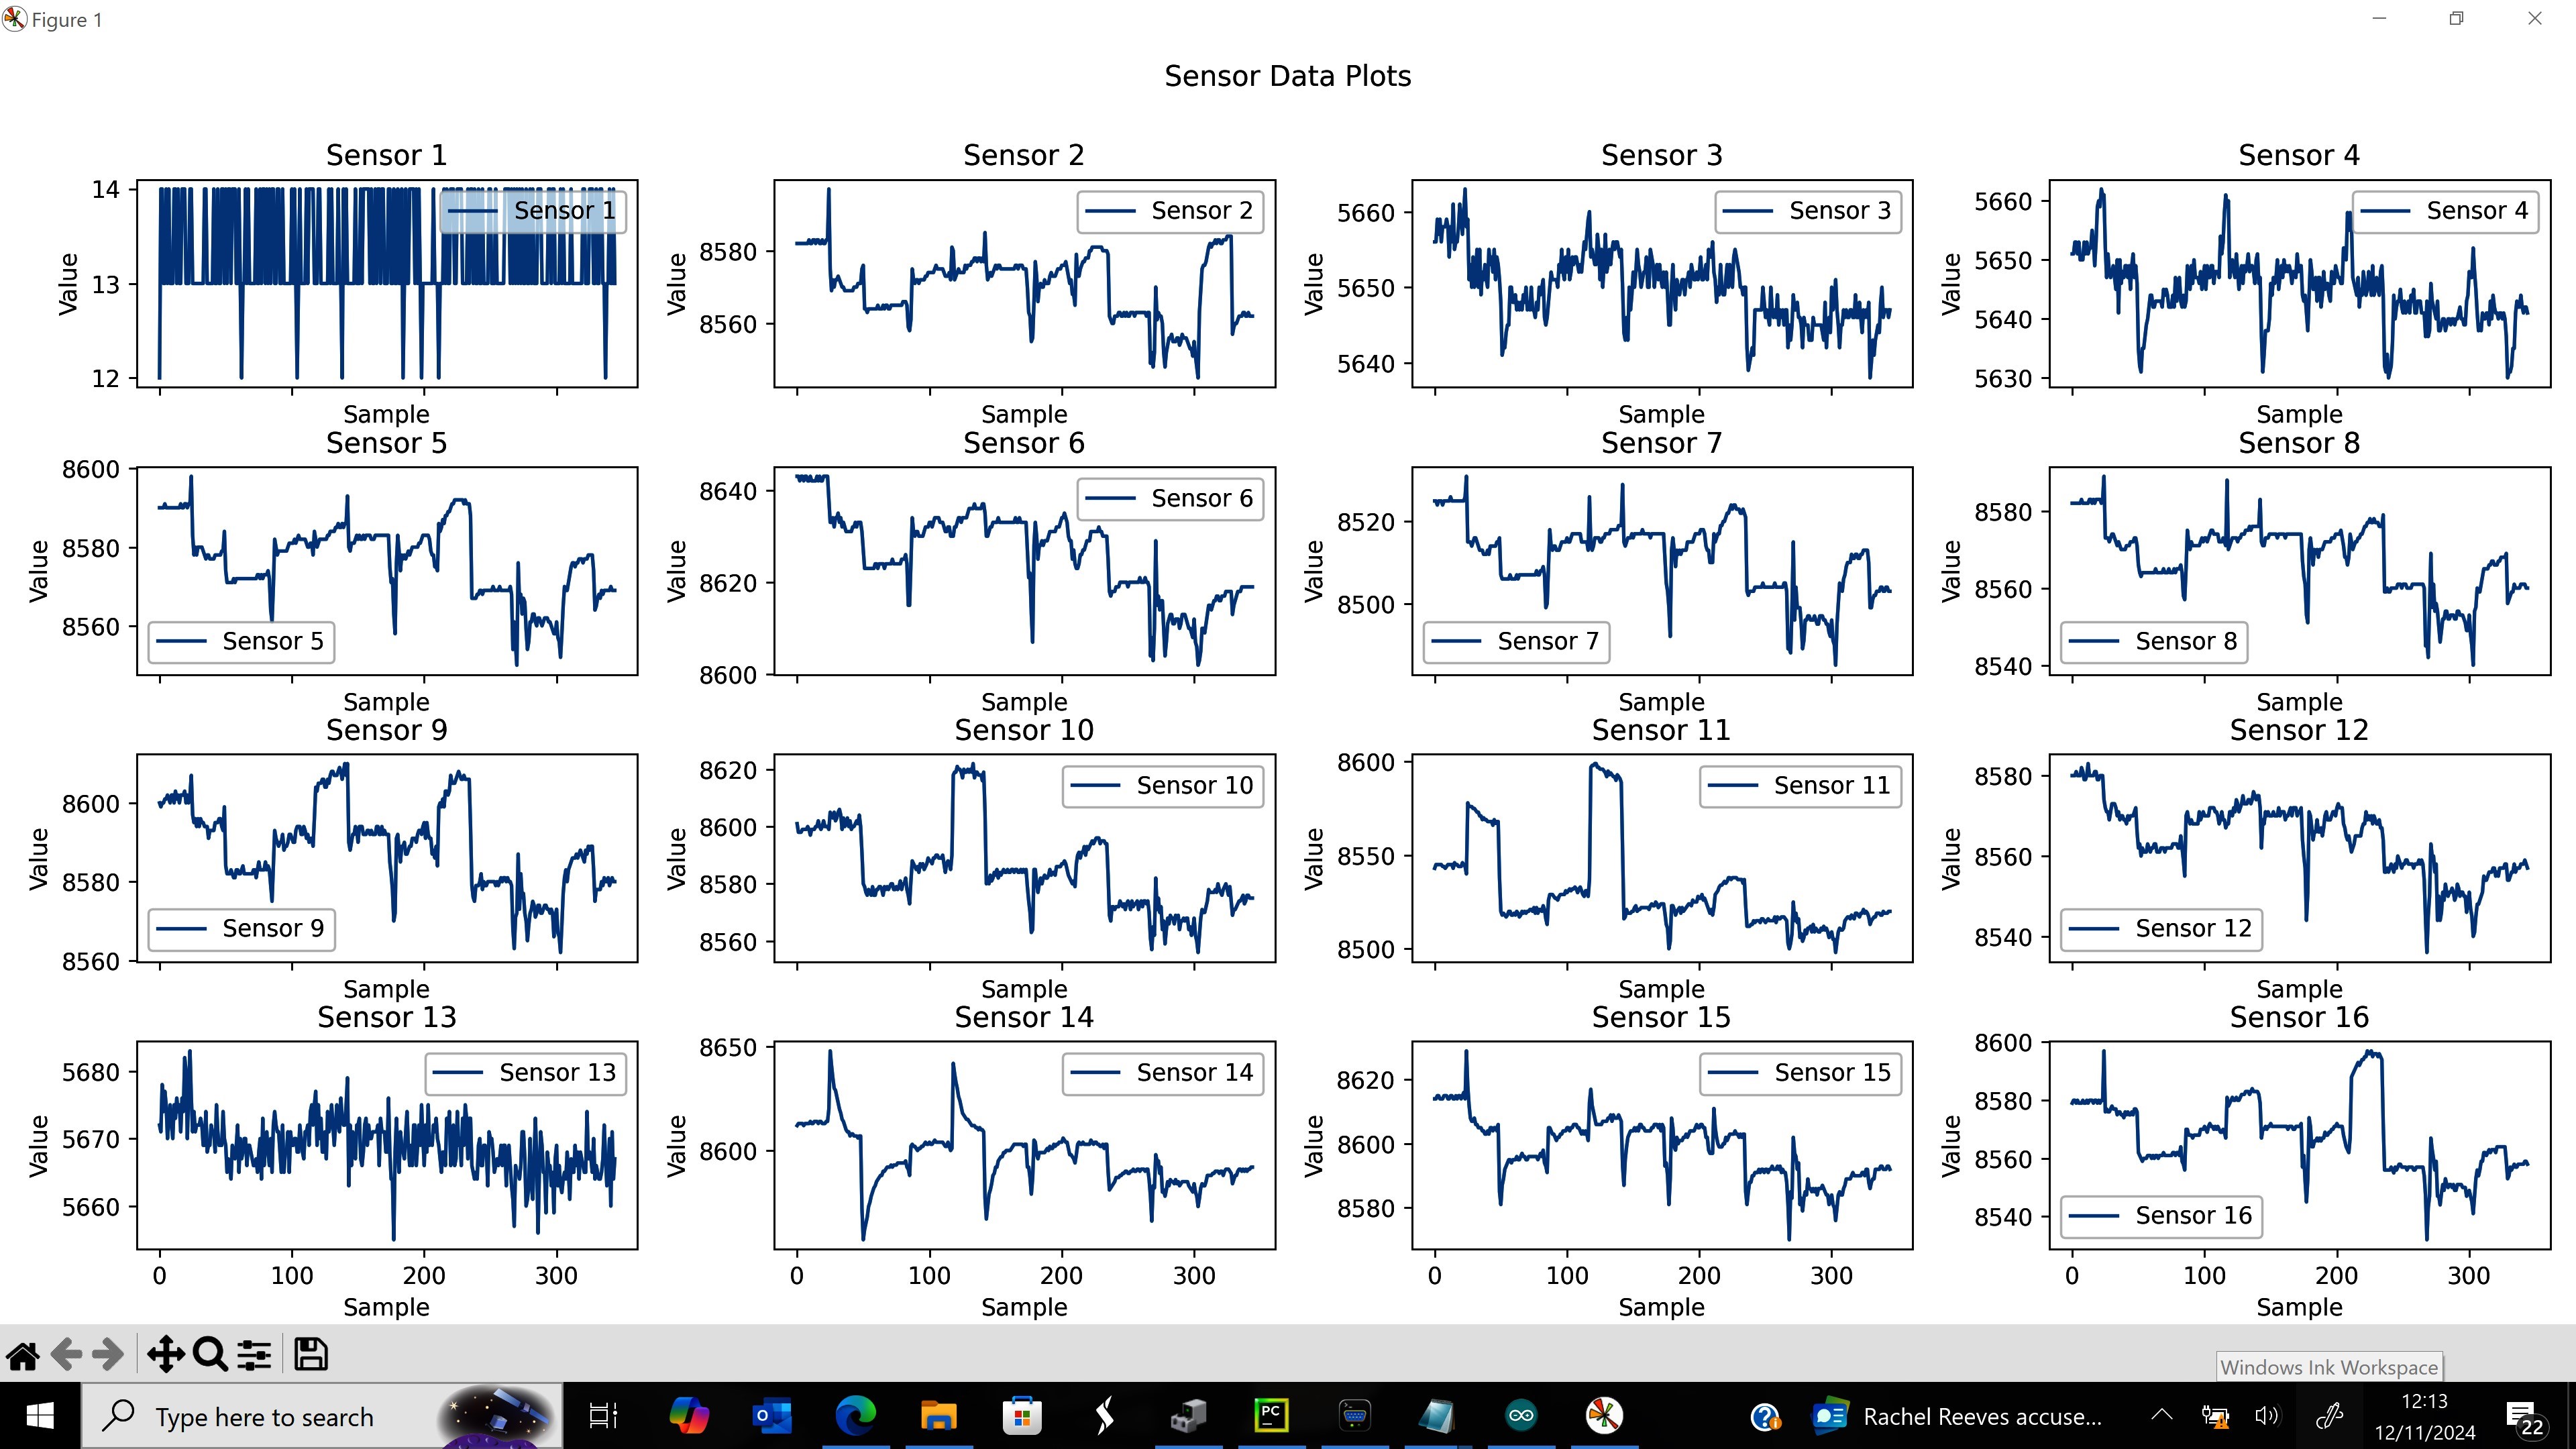 Figure 1
Sensor Data Plots
Sensor 1
Sensor 2
Sensor 3
Sensor 4
14
13
12
Value
Sensor 1
Sample
8580
8560
Value
Sensor 2
Sample
5660
5650
5640
Value
Sensor 3
Sample
5660
5650
5640
5630
Value
Sensor 4
Sample
Sensor 5
Sensor 6
Sensor 7
Sensor 8
8600
8580
8560
Value
Sensor 5
Sample
8640
8620
8600
Value
Sensor 6
Sample
8520
8500
Value
Sensor 7
Sample
8580
8560
8540
Value
Sensor 8
Sample
Sensor 9
Sensor 10
Sensor 11
Sensor 12
8600
8580
8560
Value
Sensor 9
Sample
8620
8600
8580
8560
Value
Sensor 10
Sample
8600
8550
8500
Value
Sensor 11
Sample
8580
8560
8540
Value
Sensor 12
Sample
Sensor 13
Sensor 14
Sensor 15
Sensor 16
5680
5670
5660
Value
Sensor 13
0 100 200 300
Sample
8650
8600
Value
Sensor 14
0 100 200 300
Sample
8620
8600
8580
Value
Sensor 15
0 100 200 300
Sample
8600
8580
8560
8540
Value
Sensor 16
0 100 200 300
Sample
Windows Ink Workspace
Type here to search
PC
Rachel Reeves accuse...
12:13
12/11/2024
22